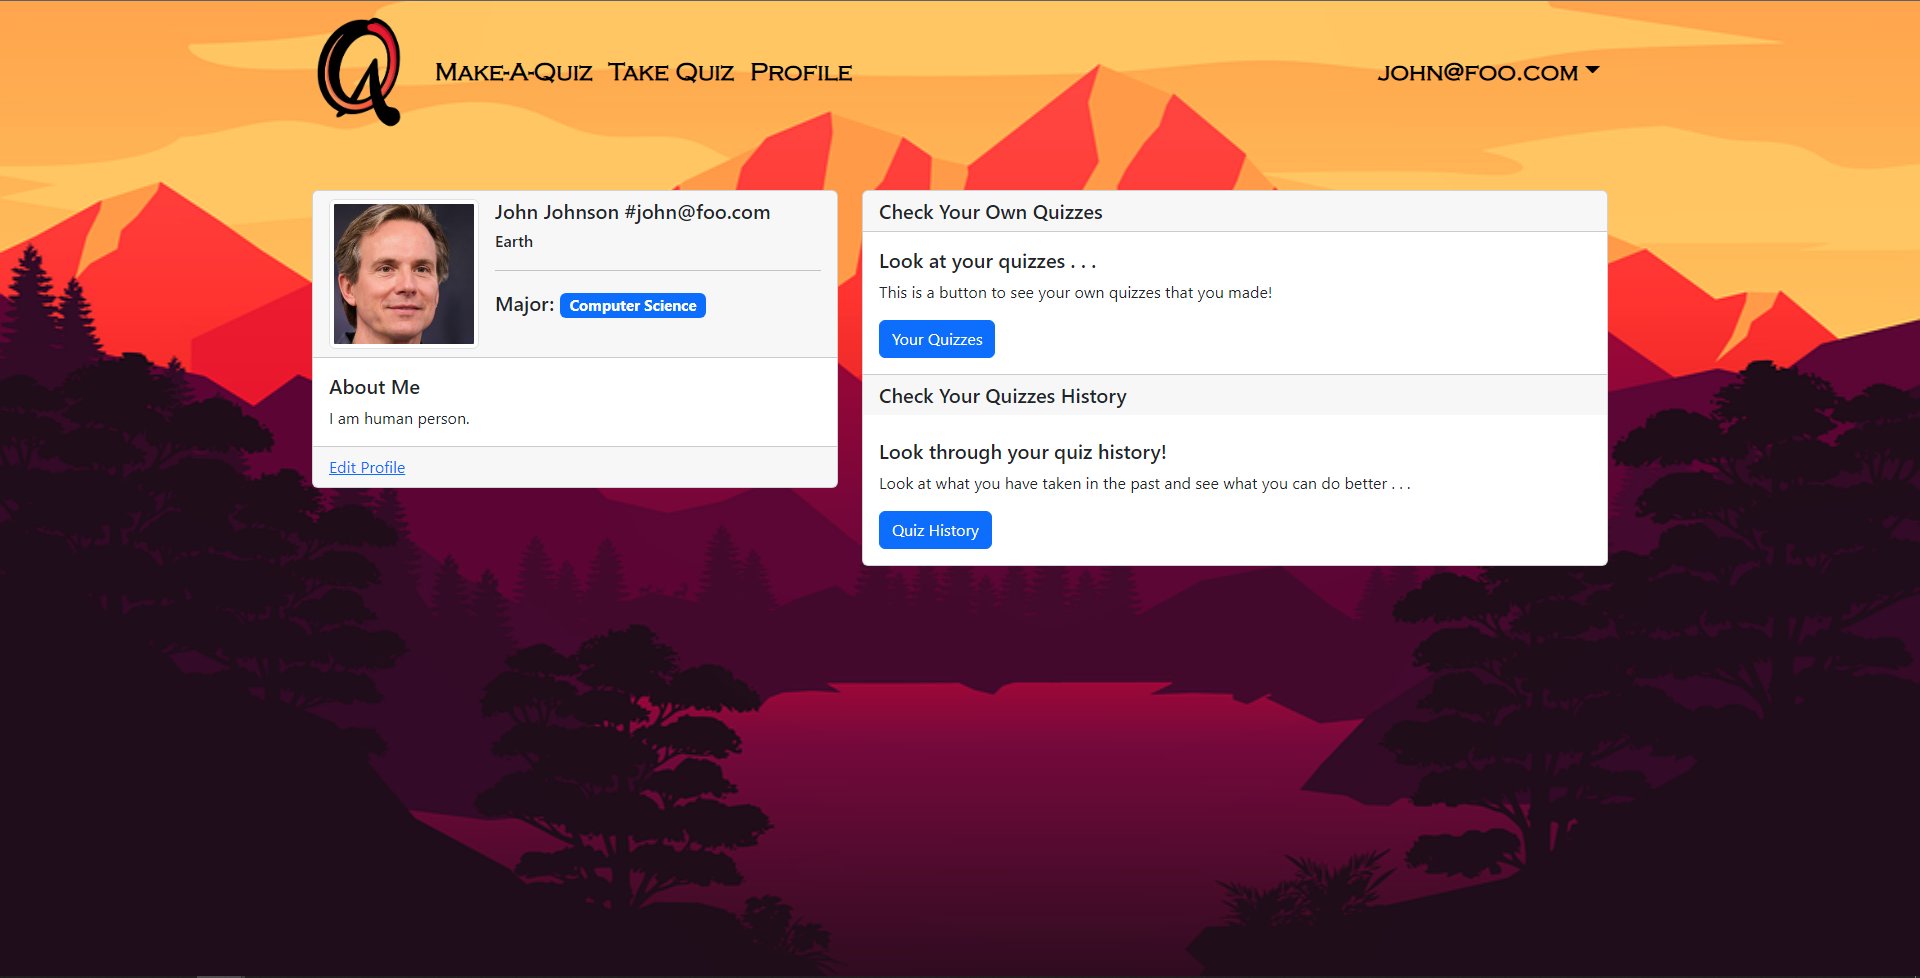 Make-A-Quiz Take Quiz Profile john@foo.com
John Johnson #john@foo.com
Earth
Major: Computer Science
About Me
I am human person.
Edit Profile
Check Your Own Quizzes
Look at your quizzes . . .
This is a button to see your own quizzes that you made!
Your Quizzes
Check Your Quizzes History
Look through your quiz history!
Look at what you have taken in the past and see what you can do better . . .
Quiz History